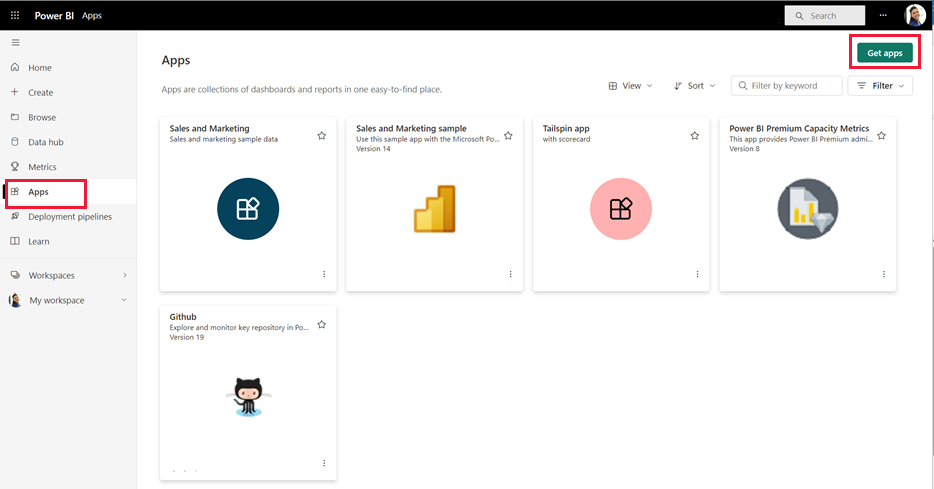 Power BI Apps
Search
Get apps
Apps
Apps are collections of dashboards and reports in one easy-to-find place.
View
Sort
Filter by keyword
Filter
Home
Create
Browse
Data hub
Metrics
Apps
Deployment pipelines
Learn
Workspaces
My workspace
Sales and Marketing
Sales and marketing sample data
Sales and Marketing sample
Use this sample app with the Microsoft Po...
Version 14
Tailspin app
with scorecard
Power BI Premium Capacity Metrics
This app provides Power BI Premium admi...
Version 8
Github
Explore and monitor key repository in Po...
Version 19